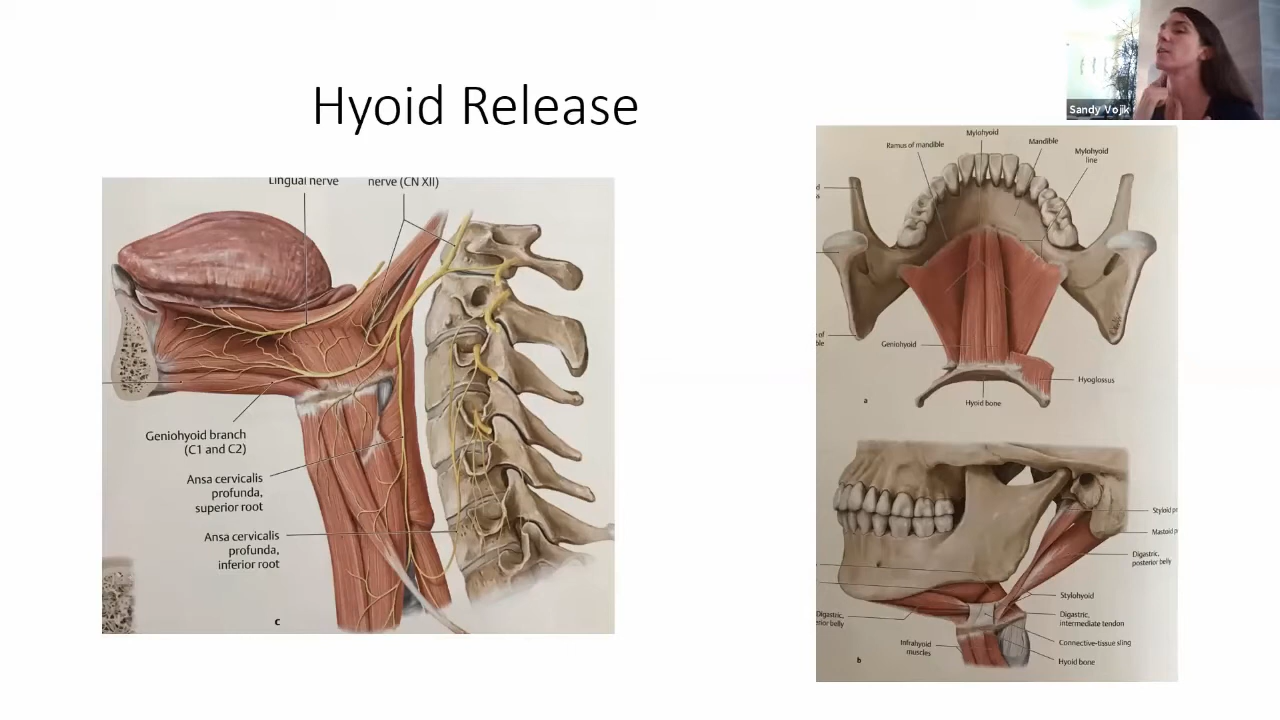 Hyoid Release
Sandy Vojik
Lingual nerve
nerve (CN XII)
Geniohyoid branch
(C1 and C2)
Ansa cervicalis
profunda,
superior root
Ansa cervicalis
profunda,
inferior root
c
Mylohyoid
Ramus of mandible
Mandible
Mylohyoid
line
Geniohyoid
Hyoglossus
Hyoid bone
a
Styloid
Mastoid
Digastric,
posterior belly
Stylohyoid
Digastric,
Digastric,
intermediate tendon
belly
Connective-tissue sling
Infrahyoid
muscles
Hyoid bone
b